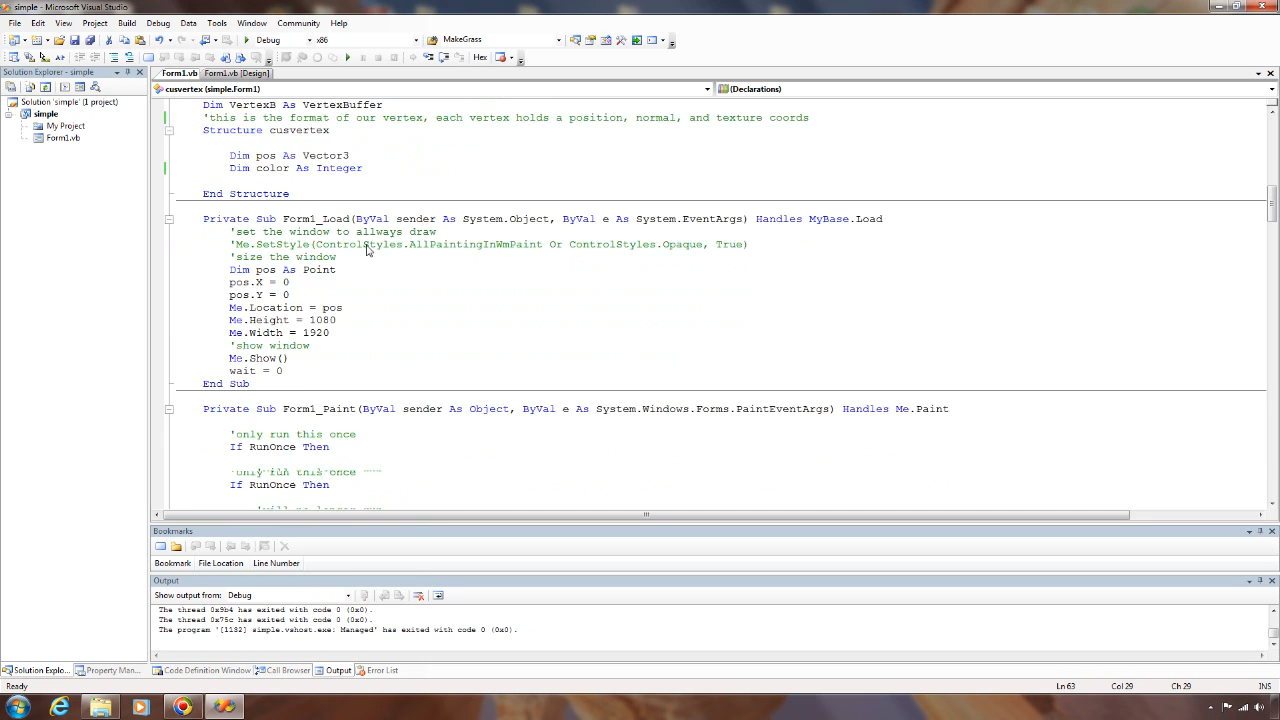 simple - Microsoft Visual Studio
File Edit View Project Build Debug Data Tools Window Community Help
Debug x86 MakeGrass
Hex
Solution Explorer - simple
Form1.vb Form1.vb [Design]
cusvertex (simple.Form1) (Declarations)
Solution 'simple' (1 project)
simple
My Project
Form1.vb
Dim VertexB As VertexBuffer
'this is the format of our vertex, each vertex holds a position, normal, and texture coords
Structure cusvertex
Dim pos As Vector3
Dim color As Integer
End Structure
Private Sub Form1_Load(ByVal sender As System.Object, ByVal e As System.EventArgs) Handles MyBase.Load
'set the window to allways draw
'Me.SetStyle(ControlStyles.AllPaintingInWmPaint Or ControlStyles.Opaque, True)
'size the window
Dim pos As Point
pos.X = 0
pos.Y = 0
Me.Location = pos
Me.Height = 1080
Me.Width = 1920
'show window
Me.Show()
wait = 0
End Sub
Private Sub Form1_Paint(ByVal sender As Object, ByVal e As System.Windows.Forms.PaintEventArgs) Handles Me.Paint
'only run this once
If RunOnce Then
If RunOnce Then
Bookmarks
Bookmark File Location Line Number
Output
Show output from: Debug
The thread 0x9b4 has exited with code 0 (0x0).
The thread 0x75c has exited with code 0 (0x0).
The program '[1132] simple.vshost.exe: Managed' has exited with code 0 (0x0).
Solution Explo... Property Man... Code Definition Window Call Browser Output Error List
Ready Ln 63 Col 29 Ch 29 INS